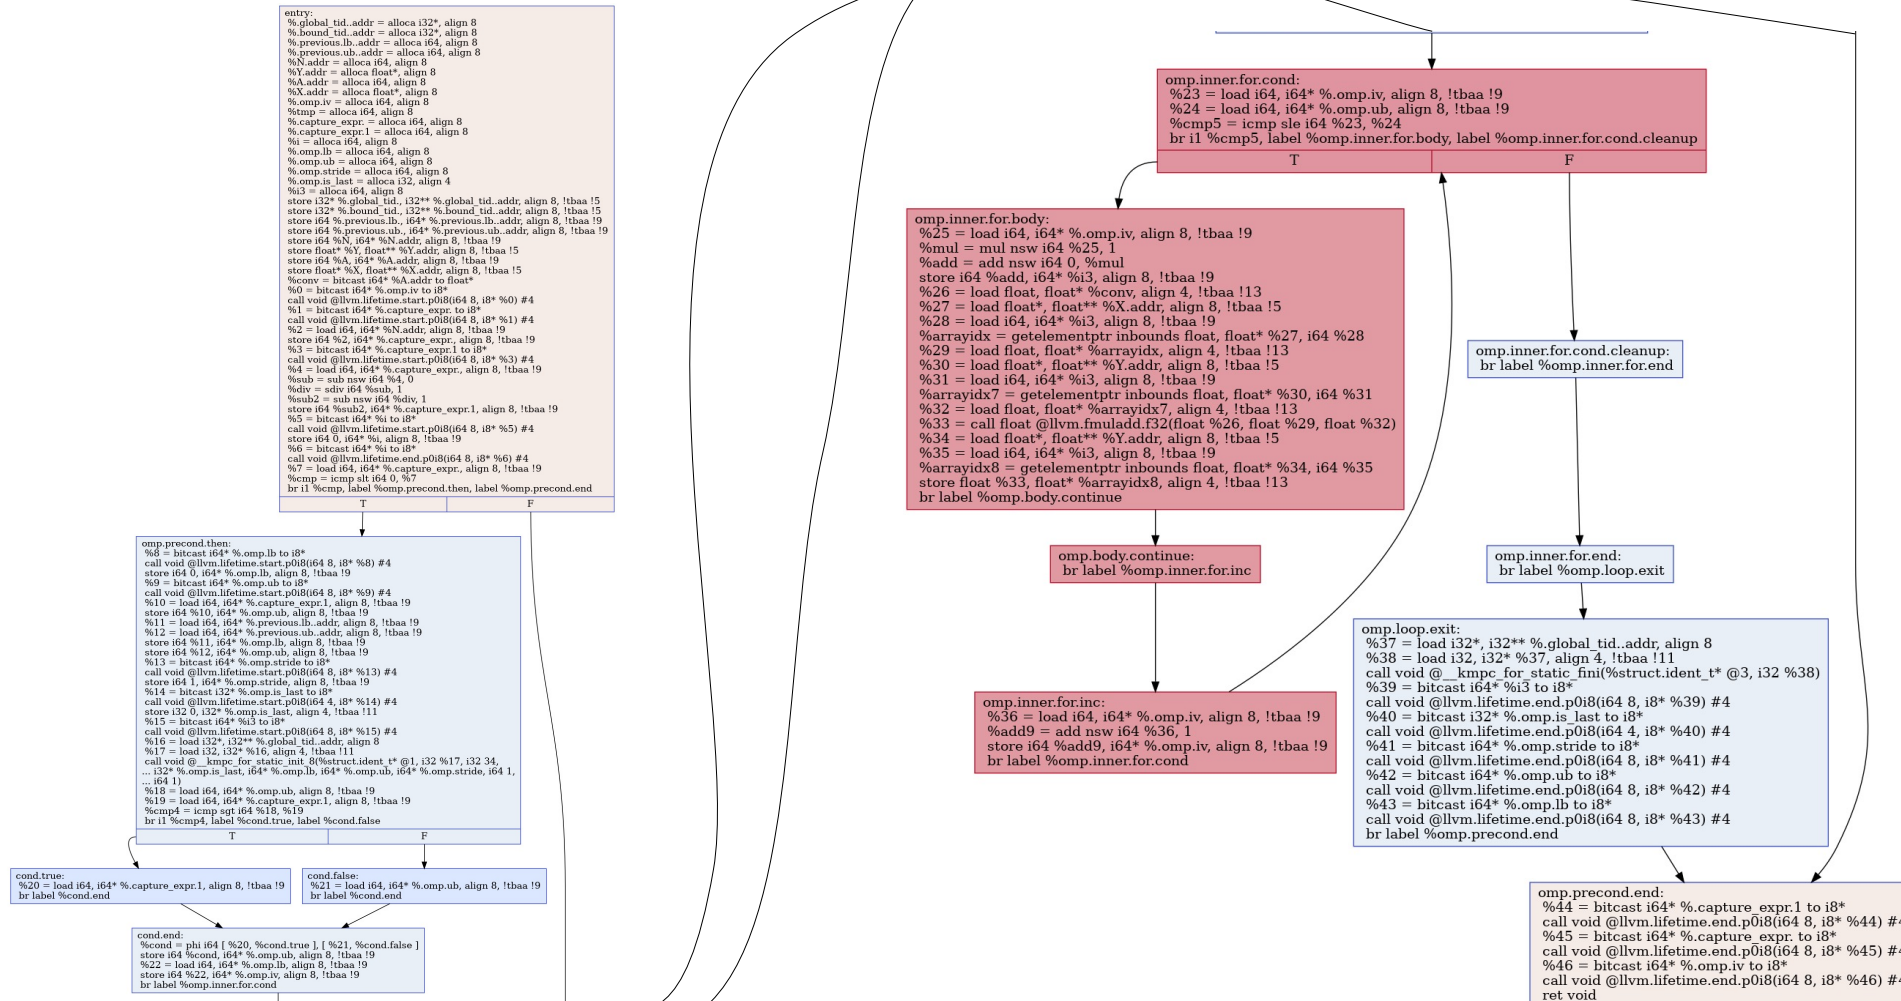 entry:
%.global_tid..addr = alloca i32*, align 8
%.bound_tid..addr = alloca i32*, align 8
%.previous.lb..addr = alloca i64, align 8
%.previous.ub..addr = alloca i64, align 8
%N.addr = alloca i64, align 8
%Y.addr = alloca float*, align 8
%A.addr = alloca i64, align 8
%X.addr = alloca float*, align 8
%.omp.iv = alloca i64, align 8
%tmp = alloca i64, align 8
%.capture_expr. = alloca i64, align 8
%.capture_expr.1 = alloca i64, align 8
%i = alloca i64, align 8
%.omp.lb = alloca i64, align 8
%.omp.ub = alloca i64, align 8
%.omp.stride = alloca i64, align 8
%.omp.is_last = alloca i32, align 4
%i3 = alloca i64, align 8
store i32* %.global_tid., i32** %.global_tid..addr, align 8, !tbaa !5
store i32* %.bound_tid., i32** %.bound_tid..addr, align 8, !tbaa !5
store i64 %.previous.lb., i64* %.previous.lb..addr, align 8, !tbaa !9
store i64 %.previous.ub., i64* %.previous.ub..addr, align 8, !tbaa !9
store i64 %N, i64* %N.addr, align 8, !tbaa !9
store float* %Y, float** %Y.addr, align 8, !tbaa !5
store i64 %A, i64* %A.addr, align 8, !tbaa !9
store float* %X, float** %X.addr, align 8, !tbaa !5
%conv = bitcast i64* %A.addr to float*
%0 = bitcast i64* %.omp.iv to i8*
call void @llvm.lifetime.start.p0i8(i64 8, i8* %0) #4
%1 = bitcast i64* %.capture_expr. to i8*
call void @llvm.lifetime.start.p0i8(i64 8, i8* %1) #4
%2 = load i64, i64* %N.addr, align 8, !tbaa !9
store i64 %2, i64* %.capture_expr., align 8, !tbaa !9
%3 = bitcast i64* %.capture_expr.1 to i8*
call void @llvm.lifetime.start.p0i8(i64 8, i8* %3) #4
%4 = load i64, i64* %.capture_expr., align 8, !tbaa !9
%sub = sub nsw i64 %4, 0
%div = sdiv i64 %sub, 1
%sub2 = sub nsw i64 %div, 1
store i64 %sub2, i64* %.capture_expr.1, align 8, !tbaa !9
%5 = bitcast i64* %i to i8*
call void @llvm.lifetime.start.p0i8(i64 8, i8* %5) #4
store i64 0, i64* %i, align 8, !tbaa !9
%6 = bitcast i64* %i to i8*
call void @llvm.lifetime.end.p0i8(i64 8, i8* %6) #4
%7 = load i64, i64* %.capture_expr., align 8, !tbaa !9
%cmp = icmp slt i64 0, %7
br i1 %cmp, label %omp.precond.then, label %omp.precond.end
T F
omp.precond.then:
%8 = bitcast i64* %.omp.lb to i8*
call void @llvm.lifetime.start.p0i8(i64 8, i8* %8) #4
store i64 0, i64* %.omp.lb, align 8, !tbaa !9
%9 = bitcast i64* %.omp.ub to i8*
call void @llvm.lifetime.start.p0i8(i64 8, i8* %9) #4
%10 = load i64, i64* %.capture_expr.1, align 8, !tbaa !9
store i64 %10, i64* %.omp.ub, align 8, !tbaa !9
%11 = load i64, i64* %.previous.lb..addr, align 8, !tbaa !9
%12 = load i64, i64* %.previous.ub..addr, align 8, !tbaa !9
store i64 %11, i64* %.omp.lb, align 8, !tbaa !9
store i64 %12, i64* %.omp.ub, align 8, !tbaa !9
%13 = bitcast i64* %.omp.stride to i8*
call void @llvm.lifetime.start.p0i8(i64 8, i8* %13) #4
store i64 1, i64* %.omp.stride, align 8, !tbaa !9
%14 = bitcast i32* %.omp.is_last to i8*
call void @llvm.lifetime.start.p0i8(i64 4, i8* %14) #4
store i32 0, i32* %.omp.is_last, align 4, !tbaa !11
%15 = bitcast i64* %i3 to i8*
call void @llvm.lifetime.start.p0i8(i64 8, i8* %15) #4
%16 = load i32*, i32** %.global_tid..addr, align 8
%17 = load i32, i32* %16, align 4, !tbaa !11
call void @__kmpc_for_static_init_8(%struct.ident_t* @1, i32 %17, i32 34,
... i32* %.omp.is_last, i64* %.omp.lb, i64* %.omp.ub, i64* %.omp.stride, i64 1,
... i64 1)
%18 = load i64, i64* %.omp.ub, align 8, !tbaa !9
%19 = load i64, i64* %.capture_expr.1, align 8, !tbaa !9
%cmp4 = icmp sgt i64 %18, %19
br i1 %cmp4, label %cond.true, label %cond.false
T F
cond.true:
%20 = load i64, i64* %.capture_expr.1, align 8, !tbaa !9
br label %cond.end
cond.false:
%21 = load i64, i64* %.omp.ub, align 8, !tbaa !9
br label %cond.end
cond.end:
%cond = phi i64 [ %20, %cond.true ], [ %21, %cond.false ]
store i64 %cond, i64* %.omp.ub, align 8, !tbaa !9
%22 = load i64, i64* %.omp.lb, align 8, !tbaa !9
store i64 %22, i64* %.omp.iv, align 8, !tbaa !9
br label %omp.inner.for.cond
omp.inner.for.cond:
%23 = load i64, i64* %.omp.iv, align 8, !tbaa !9
%24 = load i64, i64* %.omp.ub, align 8, !tbaa !9
%cmp5 = icmp sle i64 %23, %24
br i1 %cmp5, label %omp.inner.for.body, label %omp.inner.for.cond.cleanup
T F
omp.inner.for.body:
%25 = load i64, i64* %.omp.iv, align 8, !tbaa !9
%mul = mul nsw i64 %25, 1
%add = add nsw i64 0, %mul
store i64 %add, i64* %i3, align 8, !tbaa !9
%26 = load float, float* %conv, align 4, !tbaa !13
%27 = load float*, float** %X.addr, align 8, !tbaa !5
%28 = load i64, i64* %i3, align 8, !tbaa !9
%arrayidx = getelementptr inbounds float, float* %27, i64 %28
%29 = load float, float* %arrayidx, align 4, !tbaa !13
%30 = load float*, float** %Y.addr, align 8, !tbaa !5
%31 = load i64, i64* %i3, align 8, !tbaa !9
%arrayidx7 = getelementptr inbounds float, float* %30, i64 %31
%32 = load float, float* %arrayidx7, align 4, !tbaa !13
%33 = call float @llvm.fmuladd.f32(float %26, float %29, float %32)
%34 = load float*, float** %Y.addr, align 8, !tbaa !5
%35 = load i64, i64* %i3, align 8, !tbaa !9
%arrayidx8 = getelementptr inbounds float, float* %34, i64 %35
store float %33, float* %arrayidx8, align 4, !tbaa !13
br label %omp.body.continue
omp.body.continue:
br label %omp.inner.for.inc
omp.inner.for.inc:
%36 = load i64, i64* %.omp.iv, align 8, !tbaa !9
%add9 = add nsw i64 %36, 1
store i64 %add9, i64* %.omp.iv, align 8, !tbaa !9
br label %omp.inner.for.cond
omp.inner.for.cond.cleanup:
br label %omp.inner.for.end
omp.inner.for.end:
br label %omp.loop.exit
omp.loop.exit:
%37 = load i32*, i32** %.global_tid..addr, align 8
%38 = load i32, i32* %37, align 4, !tbaa !11
call void @__kmpc_for_static_fini(%struct.ident_t* @3, i32 %38)
%39 = bitcast i64* %i3 to i8*
call void @llvm.lifetime.end.p0i8(i64 8, i8* %39) #4
%40 = bitcast i32* %.omp.is_last to i8*
call void @llvm.lifetime.end.p0i8(i64 4, i8* %40) #4
%41 = bitcast i64* %.omp.stride to i8*
call void @llvm.lifetime.end.p0i8(i64 8, i8* %41) #4
%42 = bitcast i64* %.omp.ub to i8*
call void @llvm.lifetime.end.p0i8(i64 8, i8* %42) #4
%43 = bitcast i64* %.omp.lb to i8*
call void @llvm.lifetime.end.p0i8(i64 8, i8* %43) #4
br label %omp.precond.end
omp.precond.end:
%44 = bitcast i64* %.capture_expr.1 to i8*
call void @llvm.lifetime.end.p0i8(i64 8, i8* %44) #4
%45 = bitcast i64* %.capture_expr. to i8*
call void @llvm.lifetime.end.p0i8(i64 8, i8* %45) #4
%46 = bitcast i64* %.omp.iv to i8*
call void @llvm.lifetime.end.p0i8(i64 8, i8* %46) #4
ret void